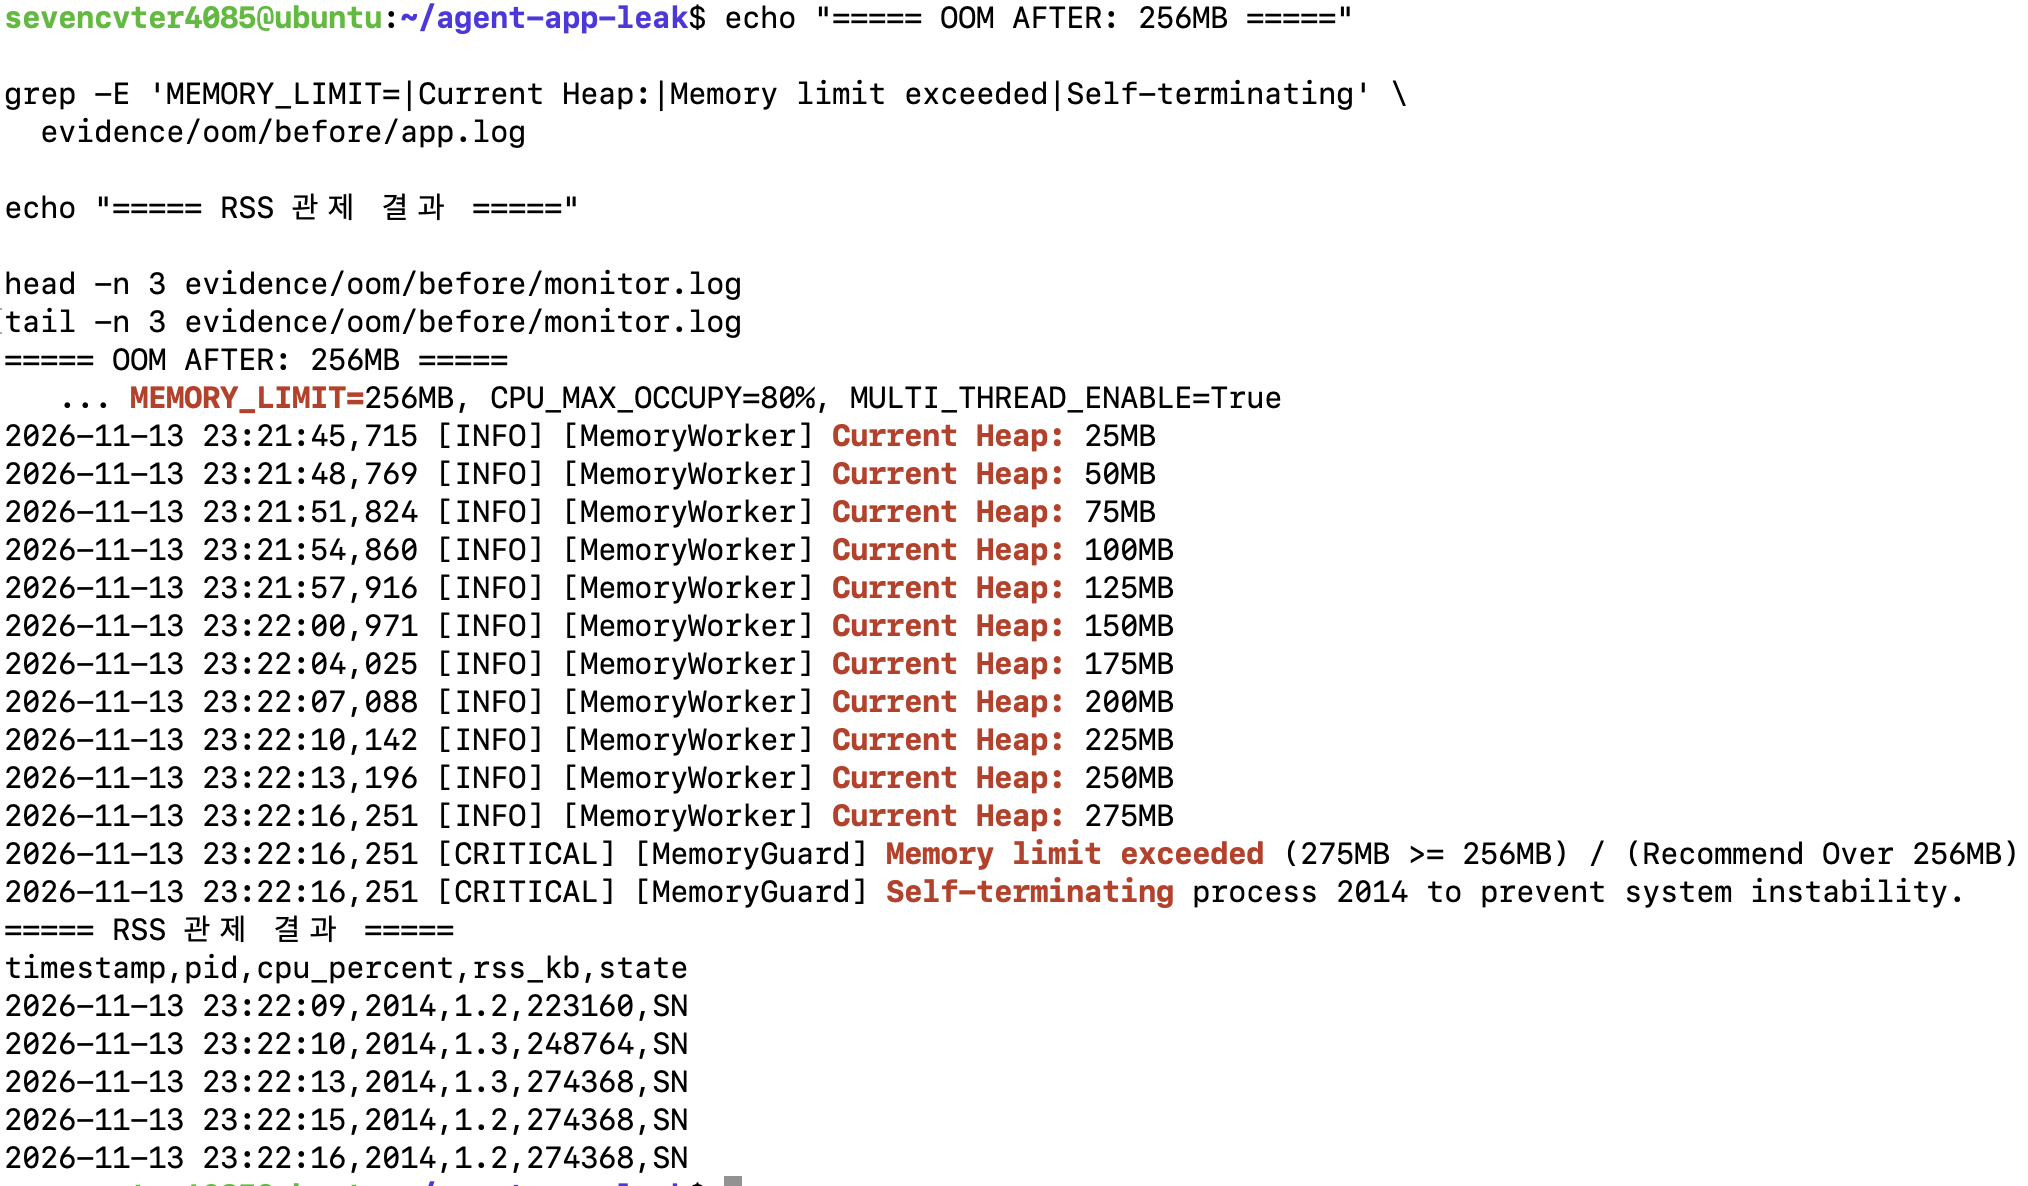 sevencvter4085@ubuntu:~/agent-app-leak$ echo "===== OOM AFTER: 256MB ====="
grep -E 'MEMORY_LIMIT=|Current Heap:|Memory limit exceeded|Self-terminating' \
  evidence/oom/before/app.log
echo "===== RSS 관제 결과 ====="
head -n 3 evidence/oom/before/monitor.log
tail -n 3 evidence/oom/before/monitor.log
===== OOM AFTER: 256MB =====
   ... MEMORY_LIMIT=256MB, CPU_MAX_OCCUPY=80%, MULTI_THREAD_ENABLE=True
2026-11-13 23:21:45,715 [INFO] [MemoryWorker] Current Heap: 25MB
2026-11-13 23:21:48,769 [INFO] [MemoryWorker] Current Heap: 50MB
2026-11-13 23:21:51,824 [INFO] [MemoryWorker] Current Heap: 75MB
2026-11-13 23:21:54,860 [INFO] [MemoryWorker] Current Heap: 100MB
2026-11-13 23:21:57,916 [INFO] [MemoryWorker] Current Heap: 125MB
2026-11-13 23:22:00,971 [INFO] [MemoryWorker] Current Heap: 150MB
2026-11-13 23:22:04,025 [INFO] [MemoryWorker] Current Heap: 175MB
2026-11-13 23:22:07,088 [INFO] [MemoryWorker] Current Heap: 200MB
2026-11-13 23:22:10,142 [INFO] [MemoryWorker] Current Heap: 225MB
2026-11-13 23:22:13,196 [INFO] [MemoryWorker] Current Heap: 250MB
2026-11-13 23:22:16,251 [INFO] [MemoryWorker] Current Heap: 275MB
2026-11-13 23:22:16,251 [CRITICAL] [MemoryGuard] Memory limit exceeded (275MB >= 256MB) / (Recommend Over 256MB)
2026-11-13 23:22:16,251 [CRITICAL] [MemoryGuard] Self-terminating process 2014 to prevent system instability.
===== RSS 관제 결과 =====
timestamp,pid,cpu_percent,rss_kb,state
2026-11-13 23:22:09,2014,1.2,223160,SN
2026-11-13 23:22:10,2014,1.3,248764,SN
2026-11-13 23:22:13,2014,1.3,274368,SN
2026-11-13 23:22:15,2014,1.2,274368,SN
2026-11-13 23:22:16,2014,1.2,274368,SN